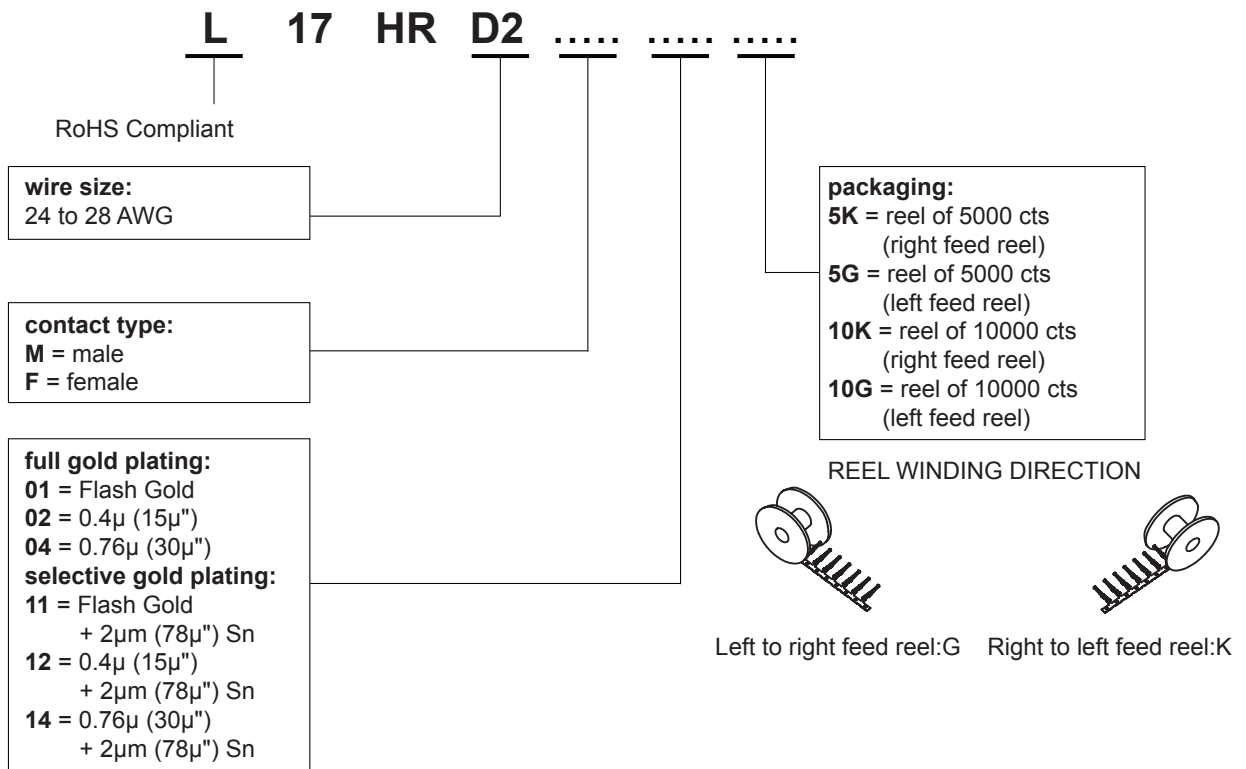 L 17 HR D2 ..... ..... .....
RoHS Compliant
wire size:
24 to 28 AWG
contact type:
M = male
F = female
full gold plating:
01 = Flash Gold
02 = 0.4µ (15µ")
04 = 0.76µ (30µ")
selective gold plating:
11 = Flash Gold
+ 2µm (78µ") Sn
12 = 0.4µ (15µ")
+ 2µm (78µ") Sn
14 = 0.76µ (30µ")
+ 2µm (78µ") Sn
packaging:
5K = reel of 5000 cts
(right feed reel)
5G = reel of 5000 cts
(left feed reel)
10K = reel of 10000 cts
(right feed reel)
10G = reel of 10000 cts
(left feed reel)
REEL WINDING DIRECTION
Left to right feed reel:G
Right to left feed reel:K